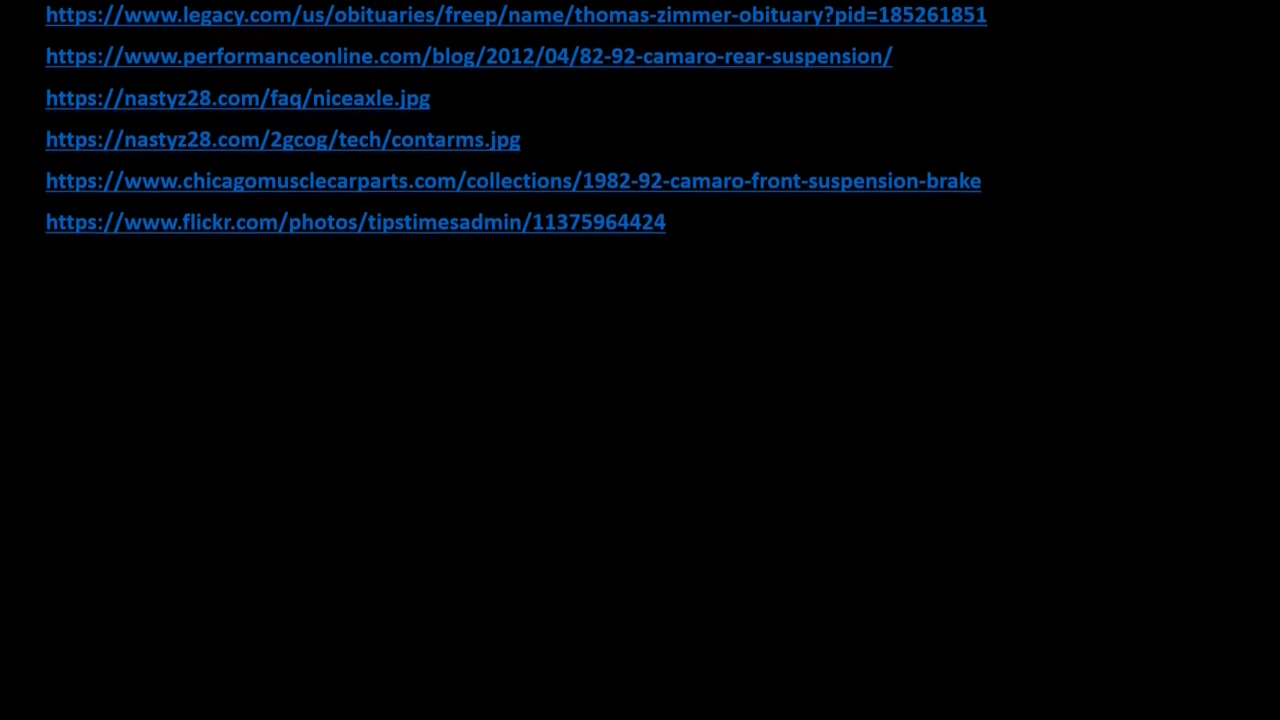 https://www.legacy.com/us/obituaries/freep/name/thomas-zimmer-obituary?pid=185261851
https://www.performanceonline.com/blog/2012/04/82-92-camaro-rear-suspension/
https://nastyz28.com/faq/niceaxle.jpg
https://nastyz28.com/2gcog/tech/contarms.jpg
https://www.chicagomusclecarparts.com/collections/1982-92-camaro-front-suspension-brake
https://www.flickr.com/photos/tipstimesadmin/11375964424